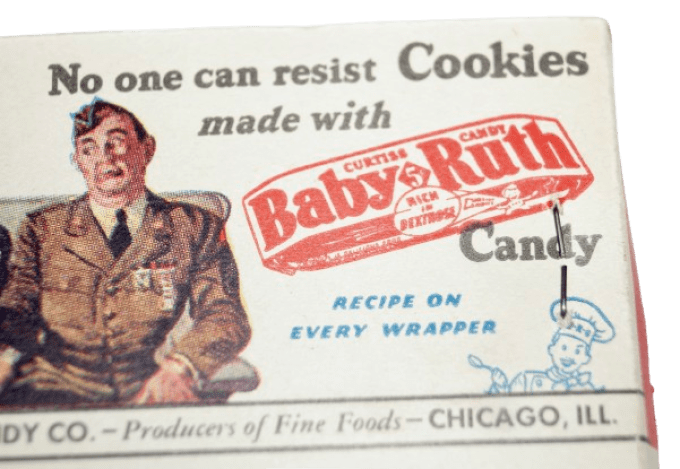 No one can resist Cookies
made with
CURTISS CANDY
Baby Ruth
5
RICH
IN
DEXTROSE
Candy
RECIPE ON
EVERY WRAPPER
DY CO. – Producers of Fine Foods – CHICAGO, ILL.